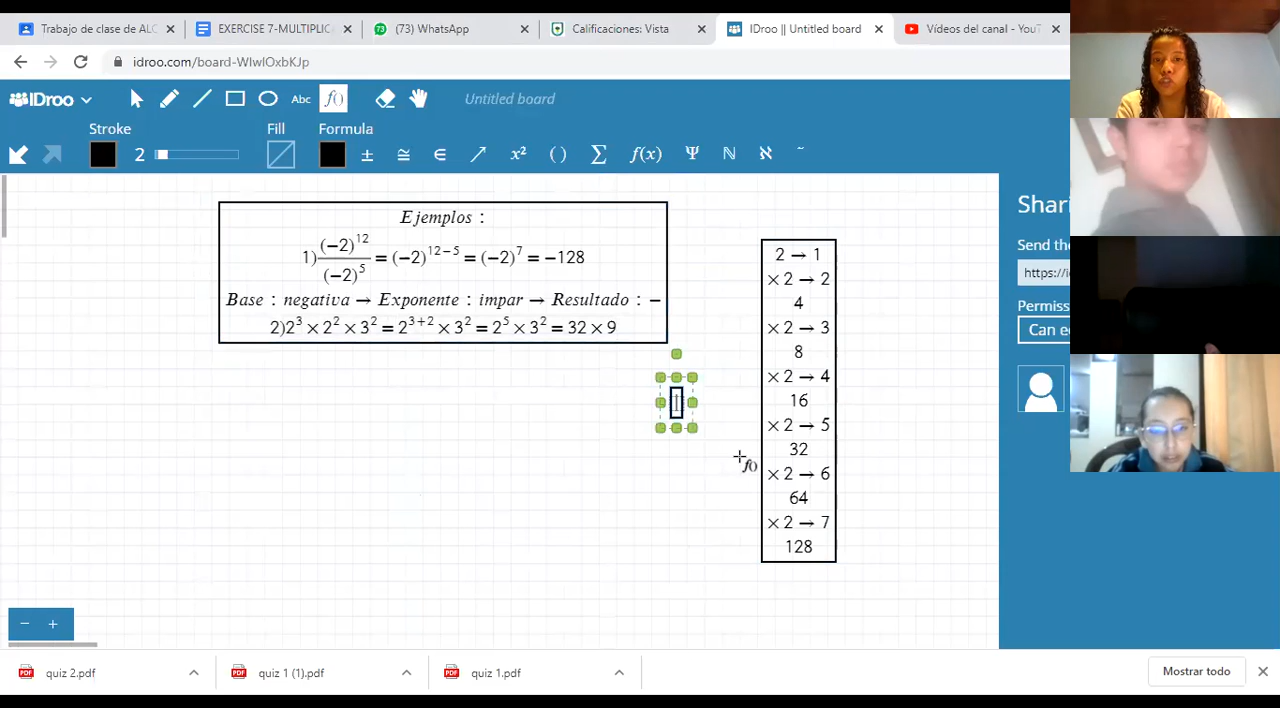 Trabajo de clase de ALG
EXERCISE 7-MULTIPLIC
(73) WhatsApp
Calificaciones: Vista
IDroo || Untitled board
Vídeos del canal - YouT
idroo.com/board-WIwIOxbKJp
IDroo
Abc
f()
Untitled board
Stroke
Fill
Formula
2
± ≅ ∈ x² ( ) ∑ f(x) Ψ ℕ ℵ ~
Ejemplos :
1) (−2)^12 / (−2)^5 = (−2)^12−5 = (−2)^7 = −128
Base : negativa → Exponente : impar → Resultado : −
2)2^3 × 2^2 × 3^2 = 2^3+2 × 3^2 = 2^5 × 3^2 = 32 × 9
2 → 1
× 2 → 2
4
× 2 → 3
8
× 2 → 4
16
× 2 → 5
32
× 2 → 6
64
× 2 → 7
128
f()
Shari
Send the
https://i
Permiss
Can e
− +
quiz 2.pdf
quiz 1 (1).pdf
quiz 1.pdf
Mostrar todo